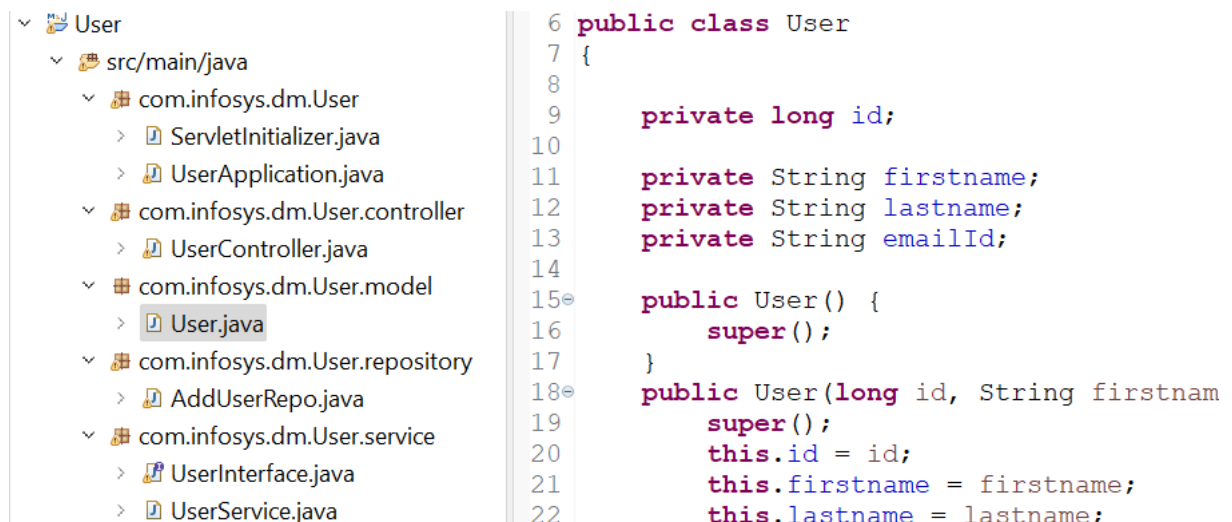 User
src/main/java
com.infosys.dm.User
ServletInitializer.java
UserApplication.java
com.infosys.dm.User.controller
UserController.java
com.infosys.dm.User.model
User.java
com.infosys.dm.User.repository
AddUserRepo.java
com.infosys.dm.User.service
UserInterface.java
UserService.java
6 public class User
7 {
8
9 private long id;
10
11 private String firstname;
12 private String lastname;
13 private String emailId;
14
15 public User() {
16 super();
17 }
18 public User(long id, String firstnam
19 super();
20 this.id = id;
21 this.firstname = firstname;
22 this.lastname = lastname;